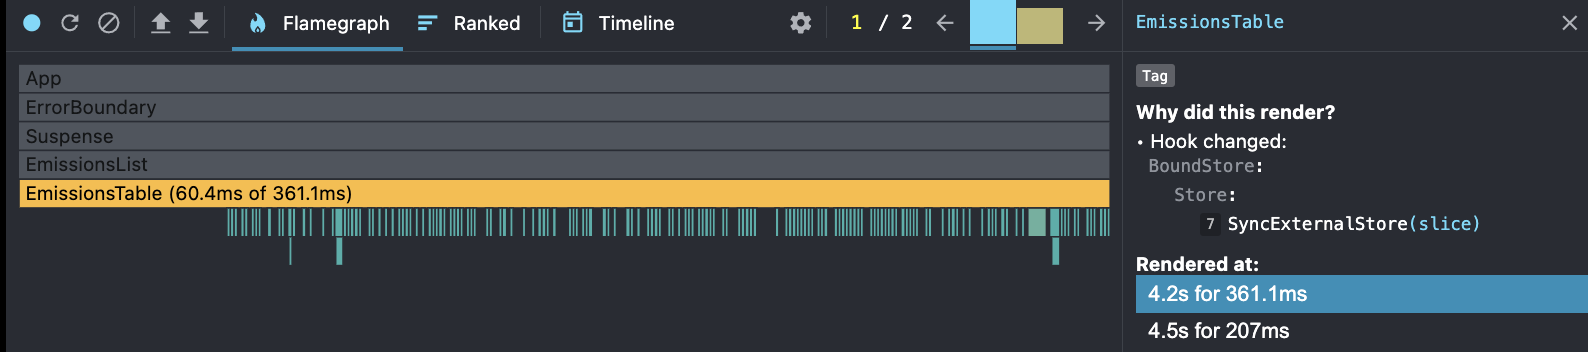 Flamegraph Ranked Timeline 1 / 2
App
ErrorBoundary
Suspense
EmissionsList
EmissionsTable (60.4ms of 361.1ms)
EmissionsTable
Tag
Why did this render?
• Hook changed:
BoundStore:
Store:
7 SyncExternalStore(slice)
Rendered at:
4.2s for 361.1ms
4.5s for 207ms